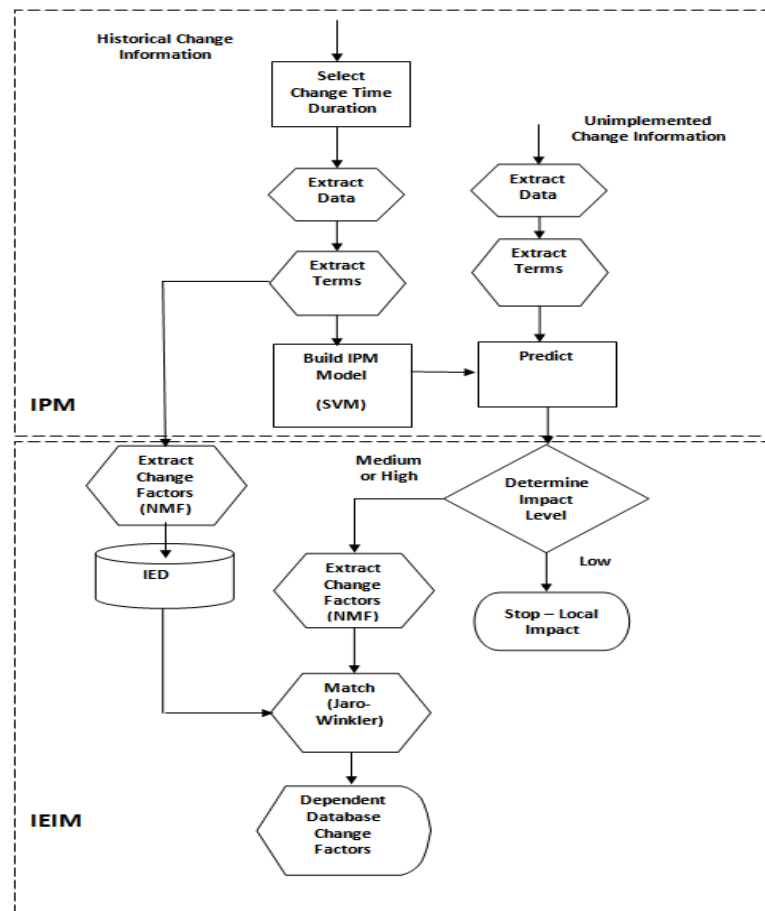 Historical Change
Information
Select
Change Time
Duration
Unimplemented
Change Information
Extract
Data
Extract
Data
Extract
Terms
Extract
Terms
Build IPM
Model
(SVM)
Predict
IPM
Extract
Change
Factors
(NMF)
Medium
or High
Determine
Impact
Level
IED
Low
Extract
Change
Factors
(NMF)
Stop – Local
Impact
Match
(Jaro-
Winkler)
Dependent
Database
Change
Factors
IEIM